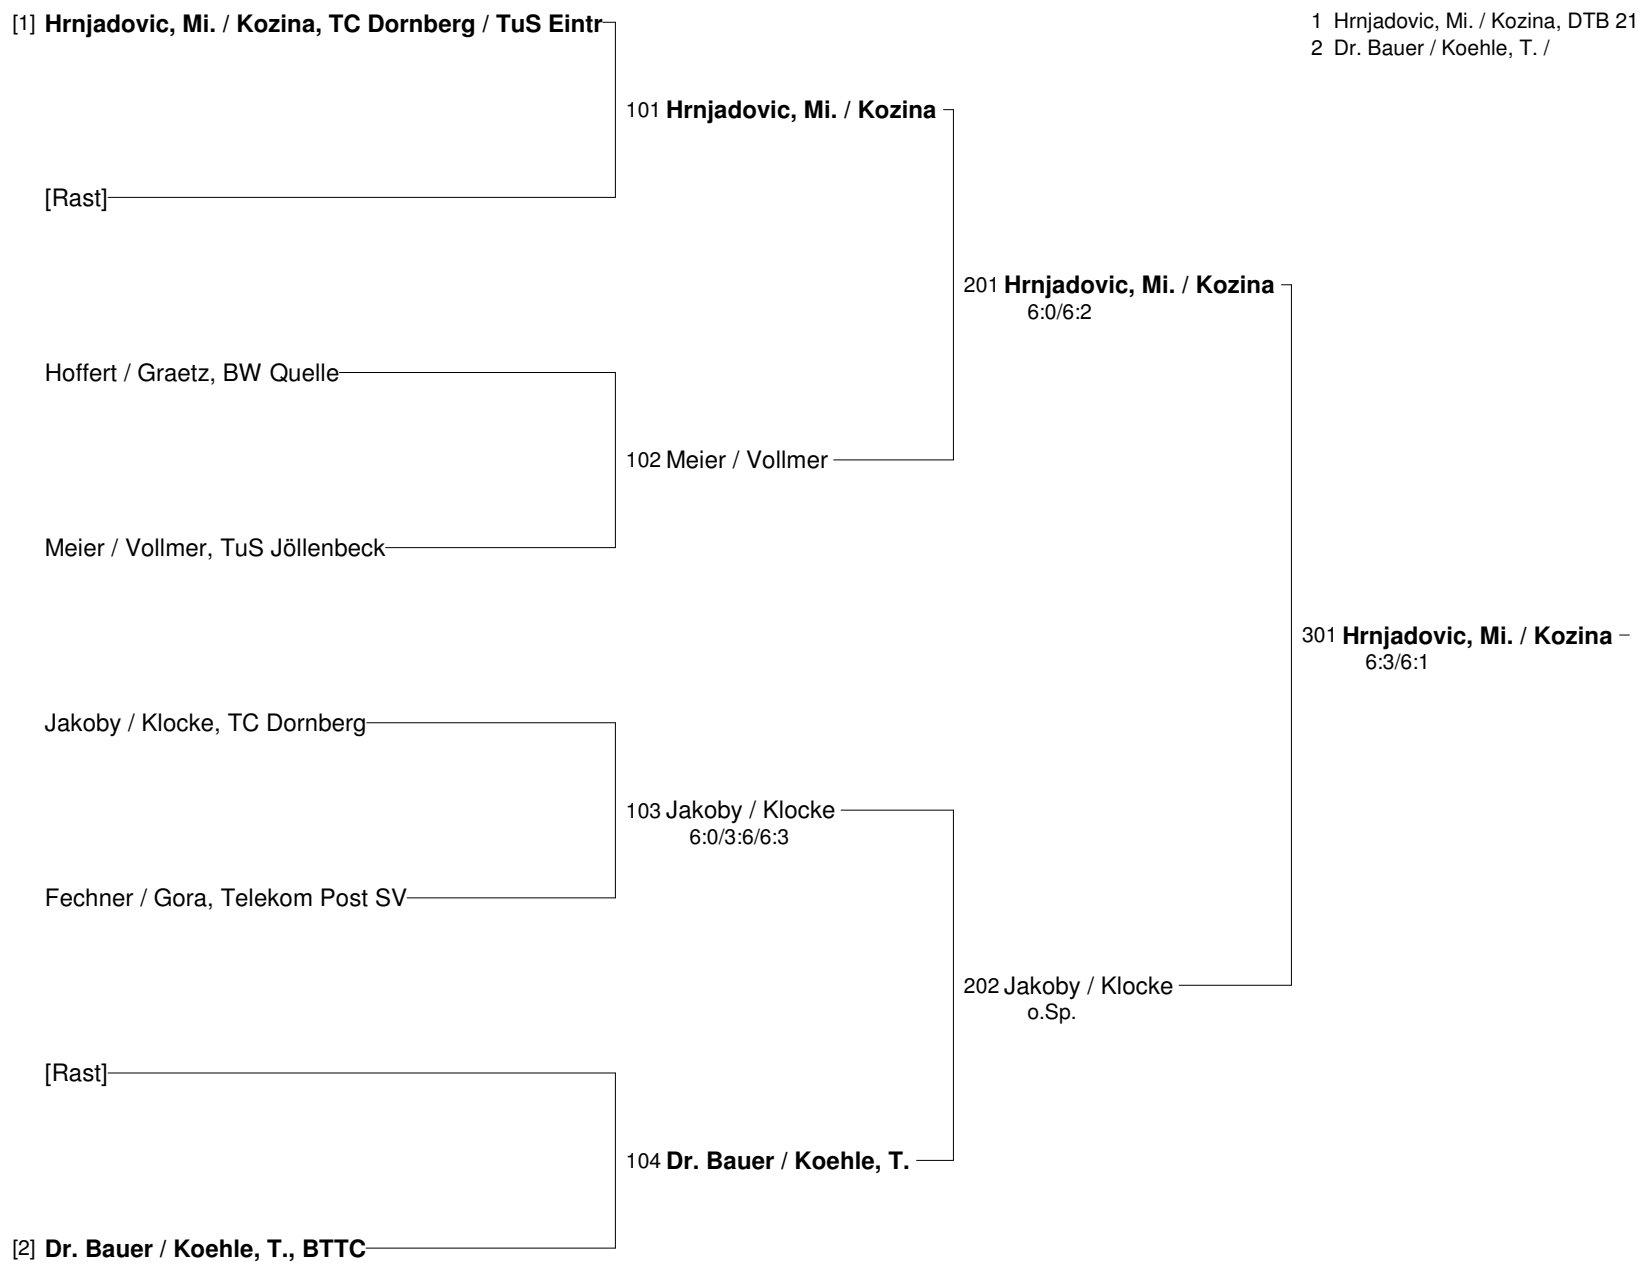 [1] Hrnjadovic, Mi. / Kozina, TC Dornberg / TuS Eintr
1 Hrnjadovic, Mi. / Kozina, DTB 21
2 Dr. Bauer / Koehle, T. /
101 Hrnjadovic, Mi. / Kozina
[Rast]
201 Hrnjadovic, Mi. / Kozina
6:0/6:2
Hoffert / Graetz, BW Quelle
102 Meier / Vollmer
Meier / Vollmer, TuS Jöllenbeck
301 Hrnjadovic, Mi. / Kozina
6:3/6:1
Jakoby / Klocke, TC Dornberg
103 Jakoby / Klocke
6:0/3:6/6:3
Fechner / Gora, Telekom Post SV
202 Jakoby / Klocke
o.Sp.
[Rast]
104 Dr. Bauer / Koehle, T.
[2] Dr. Bauer / Koehle, T., BTTC